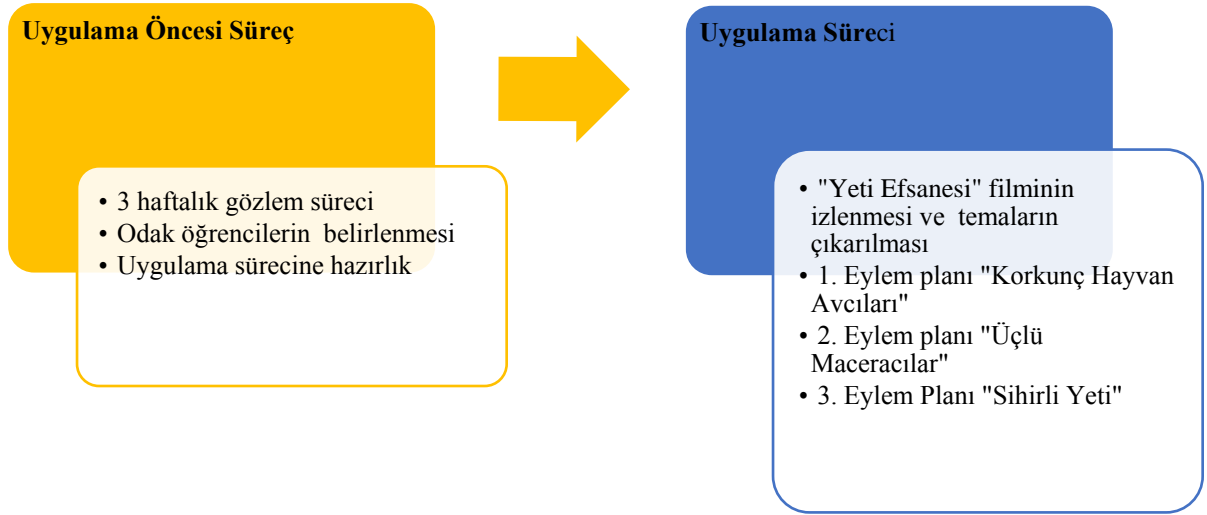 Uygulama Öncesi Süreç
• 3 haftalık gözlem süreci
• Odak öğrencilerin belirlenmesi
• Uygulama sürecine hazırlık
Uygulama Süreci
• "Yeti Efsanesi" filminin
izlenmesi ve temaların
çıkarılması
• 1. Eylem planı "Korkunç Hayvan
Avcıları"
• 2. Eylem planı "Üçlü
Maceracılar"
• 3. Eylem Planı "Sihirli Yeti"